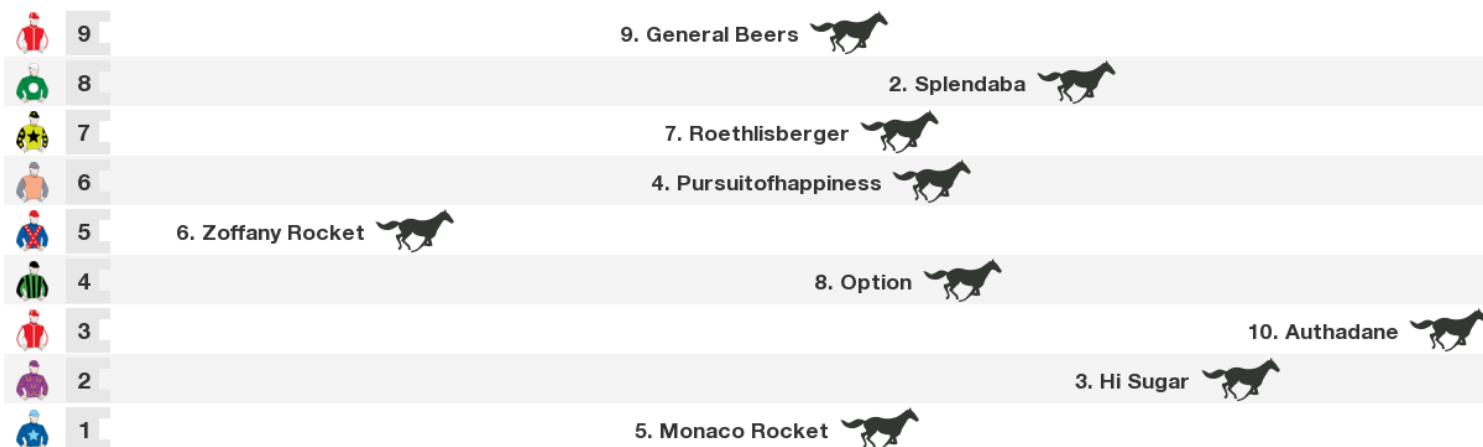 9 9. General Beers
8 2. Splendaba
7 7. Roethlisberger
6 4. Pursuitofhappiness
5 6. Zoffany Rocket
4 8. Option
3 10. Authadane
2 3. Hi Sugar
1 5. Monaco Rocket